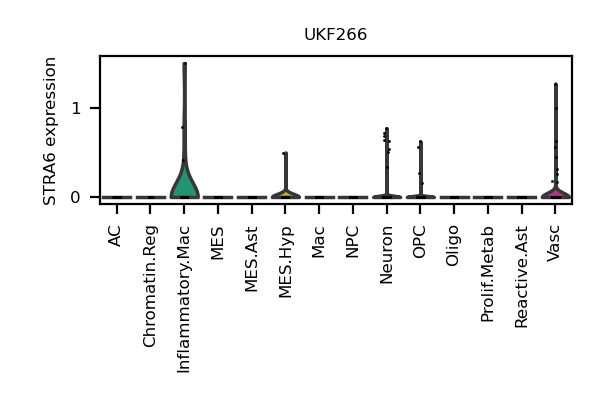 UKF266
STRA6 expression
1
0
AC
Chromatin.Reg
Inflammatory.Mac
MES
MES.Ast
MES.Hyp
Mac
NPC
Neuron
OPC
Oligo
Prolif.Metab
Reactive.Ast
Vasc